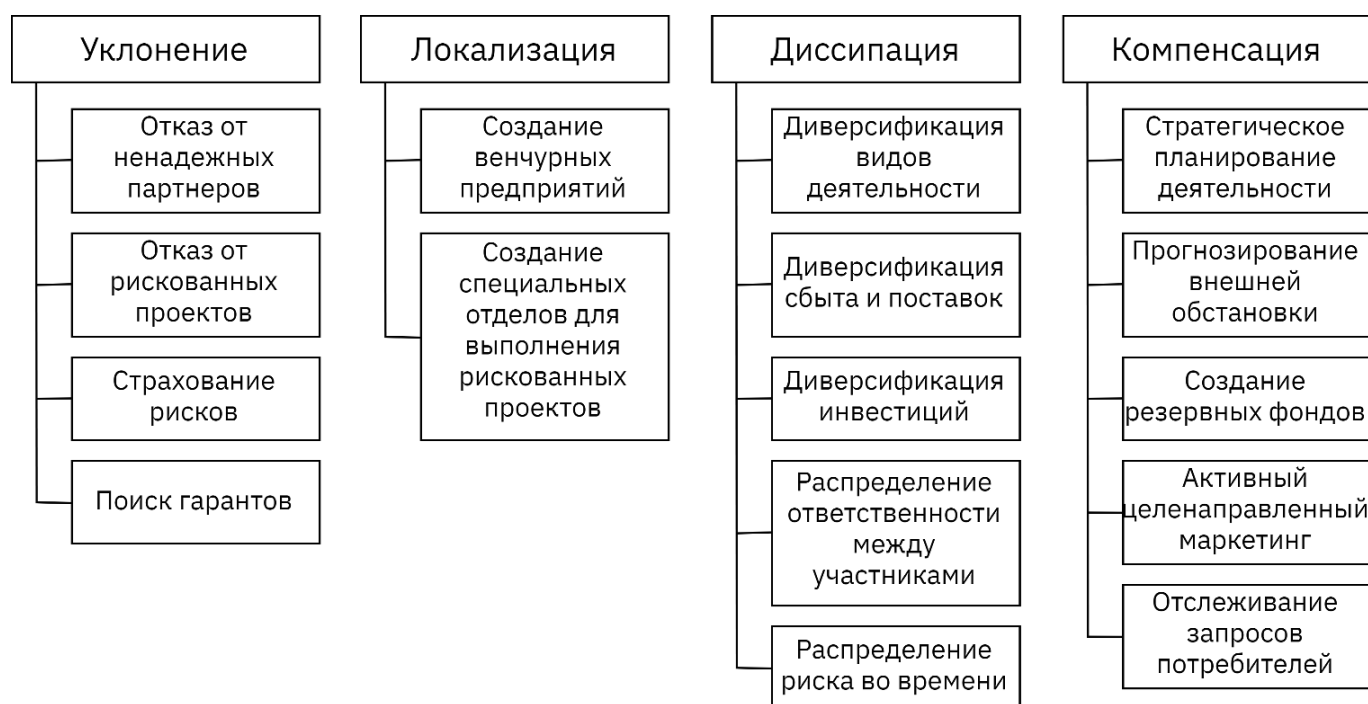 Уклонение
Отказ от
ненадежных
партнеров
Отказ от
рискованных
проектов
Страхование
рисков
Поиск гарантов
Локализация
Создание
венчурных
предприятий
Создание
специальных
отделов для
выполнения
рискованных
проектов
Диссипация
Диверсификация
видов
деятельности
Диверсификация
сбыта и поставок
Диверсификация
инвестиций
Распределение
ответственности
между
участниками
Распределение
риска во времени
Компенсация
Стратегическое
планирование
деятельности
Прогнозирование
внешней
обстановки
Создание
резервных фондов
Активный
целенаправленный
маркетинг
Отслеживание
запросов
потребителей